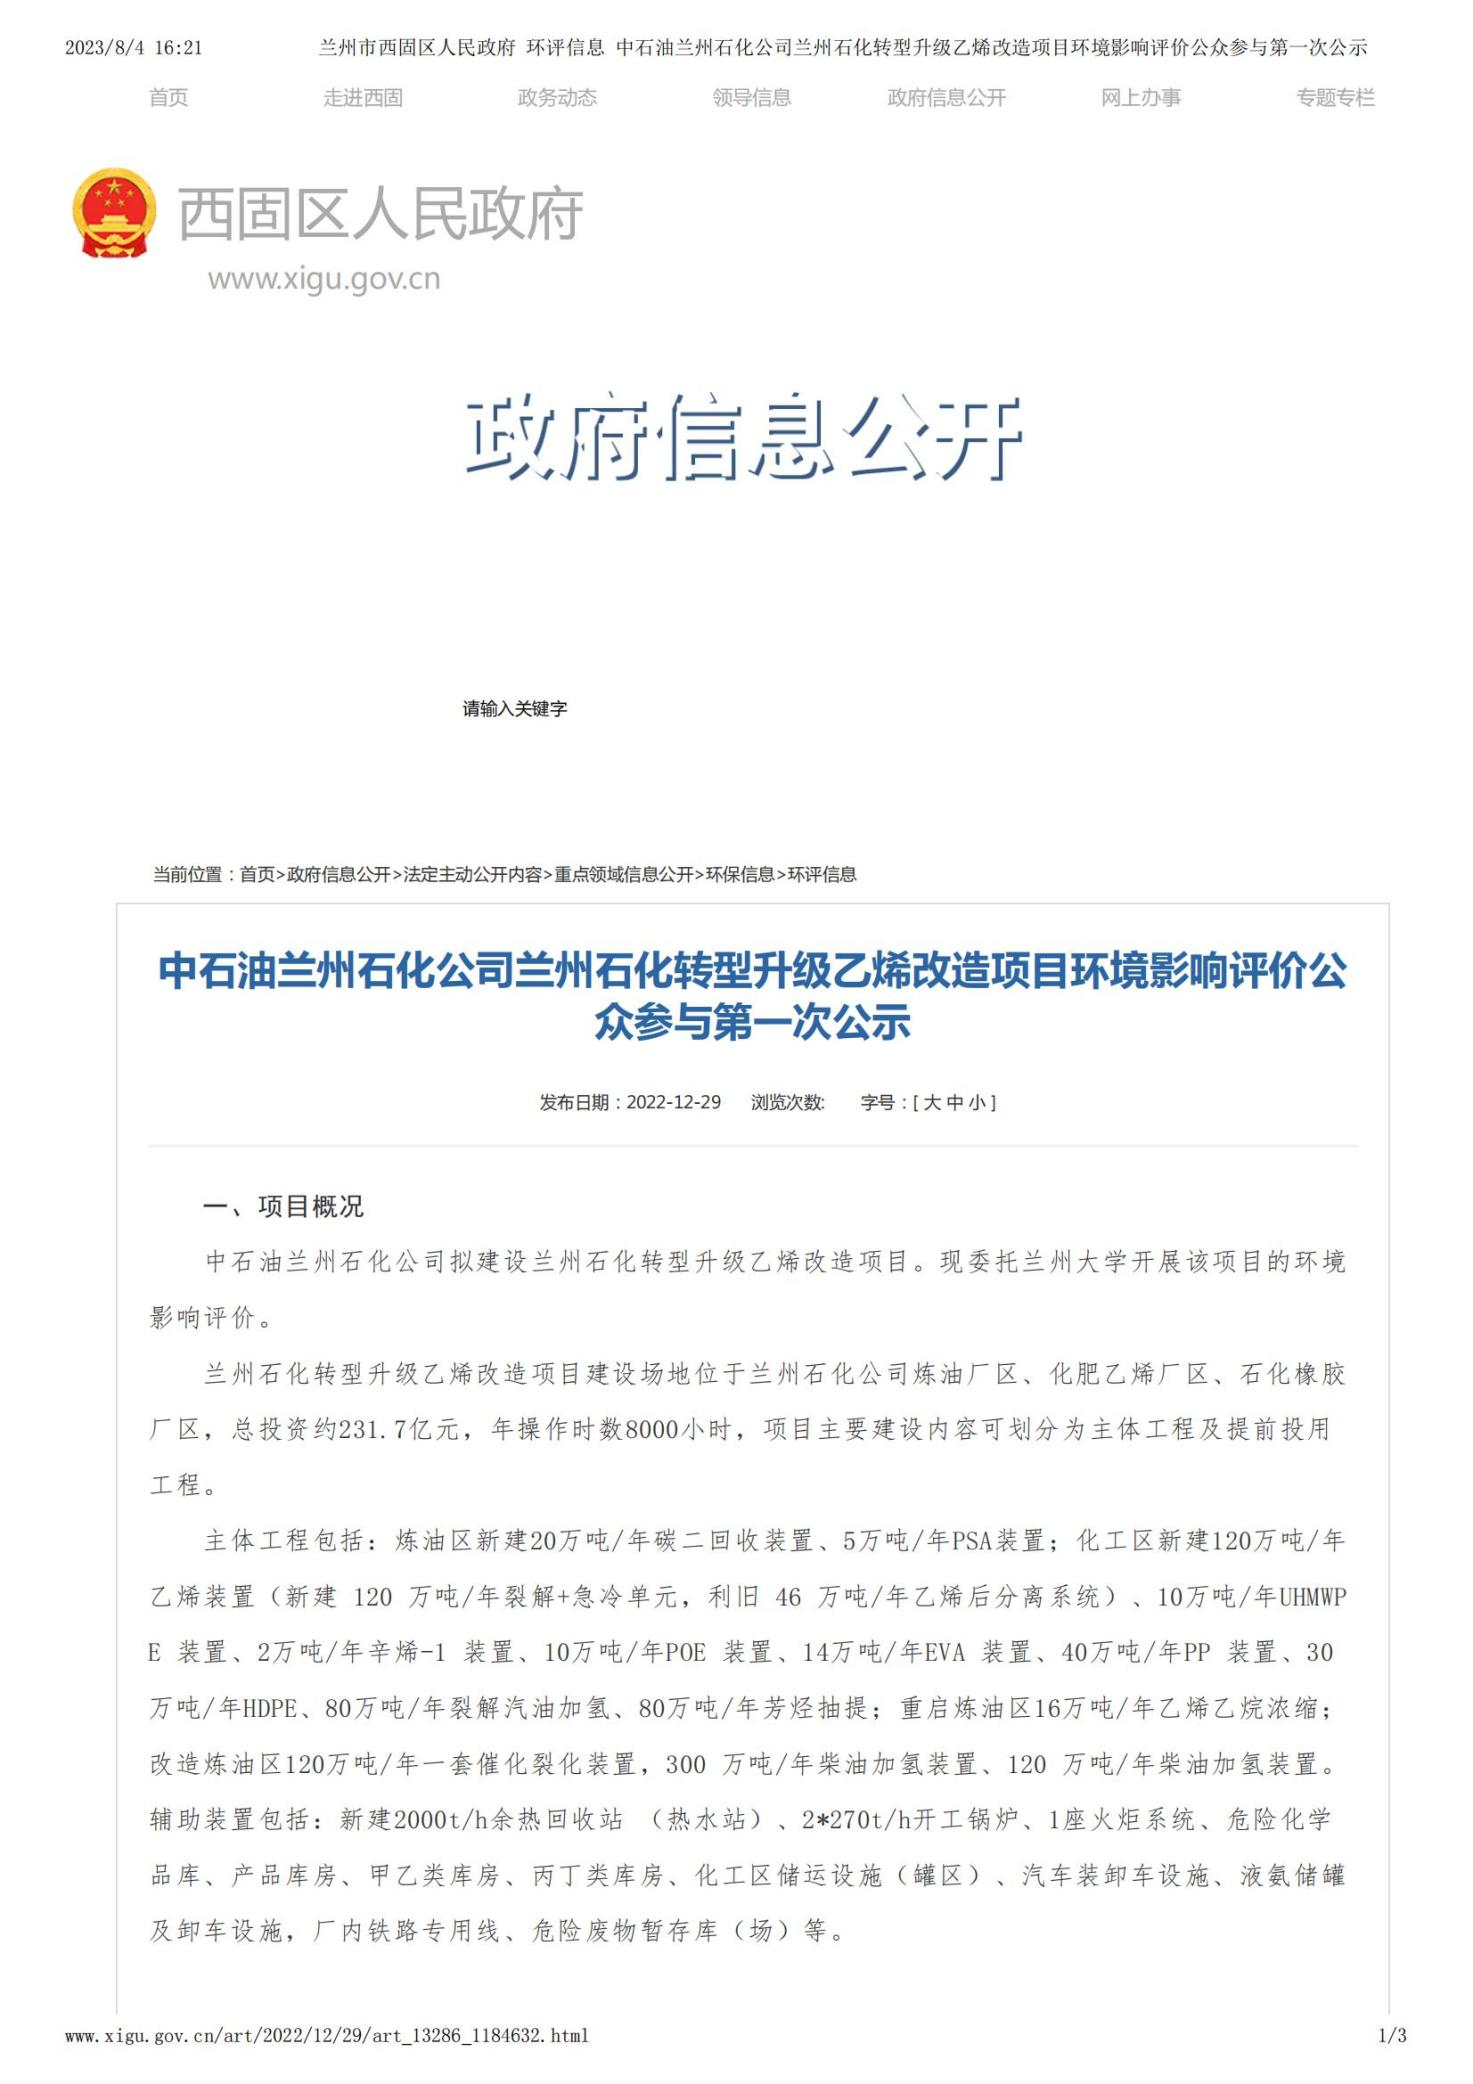 2023/8/4 16:21 兰州市西固区人民政府 环评信息 中石油兰州石化公司兰州石化转型升级乙烯改造项目环境影响评价公众参与第一次公示
首页 走进西固 政务动态 领导信息 政府信息公开 网上办事 专题专栏
西固区人民政府
www.xigu.gov.cn
政府信息公开
请输入关键字
当前位置：首页>政府信息公开>法定主动公开内容>重点领域信息公开>环保信息>环评信息
中石油兰州石化公司兰州石化转型升级乙烯改造项目环境影响评价公
众参与第一次公示
发布日期：2022-12-29 浏览次数: 字号：[ 大 中 小 ]
一、项目概况
中石油兰州石化公司拟建设兰州石化转型升级乙烯改造项目。现委托兰州大学开展该项目的环境
影响评价。
兰州石化转型升级乙烯改造项目建设场地位于兰州石化公司炼油厂区、化肥乙烯厂区、石化橡胶
厂区，总投资约231.7亿元，年操作时数8000小时，项目主要建设内容可划分为主体工程及提前投用
工程。
主体工程包括：炼油区新建20万吨/年碳二回收装置、5万吨/年PSA装置；化工区新建120万吨/年
乙烯装置（新建 120 万吨/年裂解+急冷单元，利旧 46 万吨/年乙烯后分离系统）、10万吨/年UHMWP
E 装置、2万吨/年辛烯-1 装置、10万吨/年POE 装置、14万吨/年EVA 装置、40万吨/年PP 装置、30
万吨/年HDPE、80万吨/年裂解汽油加氢、80万吨/年芳烃抽提；重启炼油区16万吨/年乙烯乙烷浓缩；
改造炼油区120万吨/年一套催化裂化装置，300 万吨/年柴油加氢装置、120 万吨/年柴油加氢装置。
辅助装置包括：新建2000t/h余热回收站 （热水站）、2*270t/h开工锅炉、1座火炬系统、危险化学
品库、产品库房、甲乙类库房、丙丁类库房、化工区储运设施（罐区）、汽车装卸车设施、液氨储罐
及卸车设施，厂内铁路专用线、危险废物暂存库（场）等。
www.xigu.gov.cn/art/2022/12/29/art_13286_1184632.html 1/3